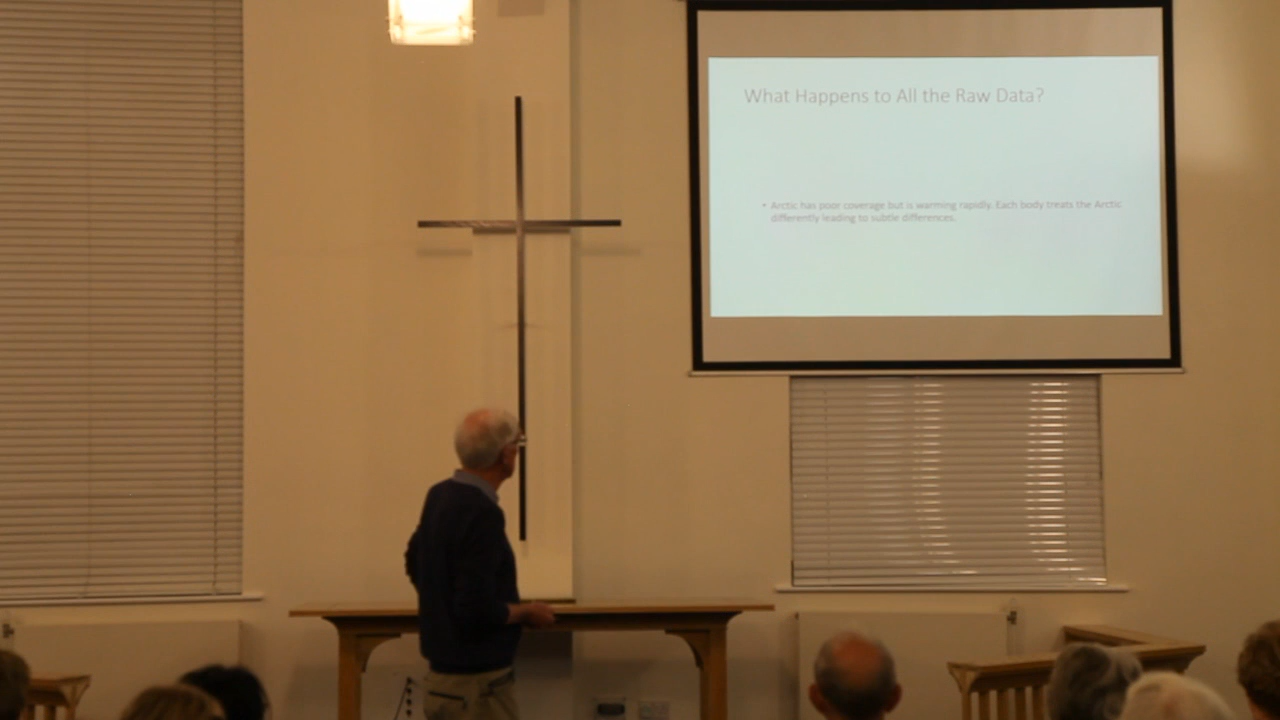 What Happens to All the Raw Data?
• Arctic has poor coverage but is warming rapidly. Each body treats the Arctic
differently leading to subtle differences.